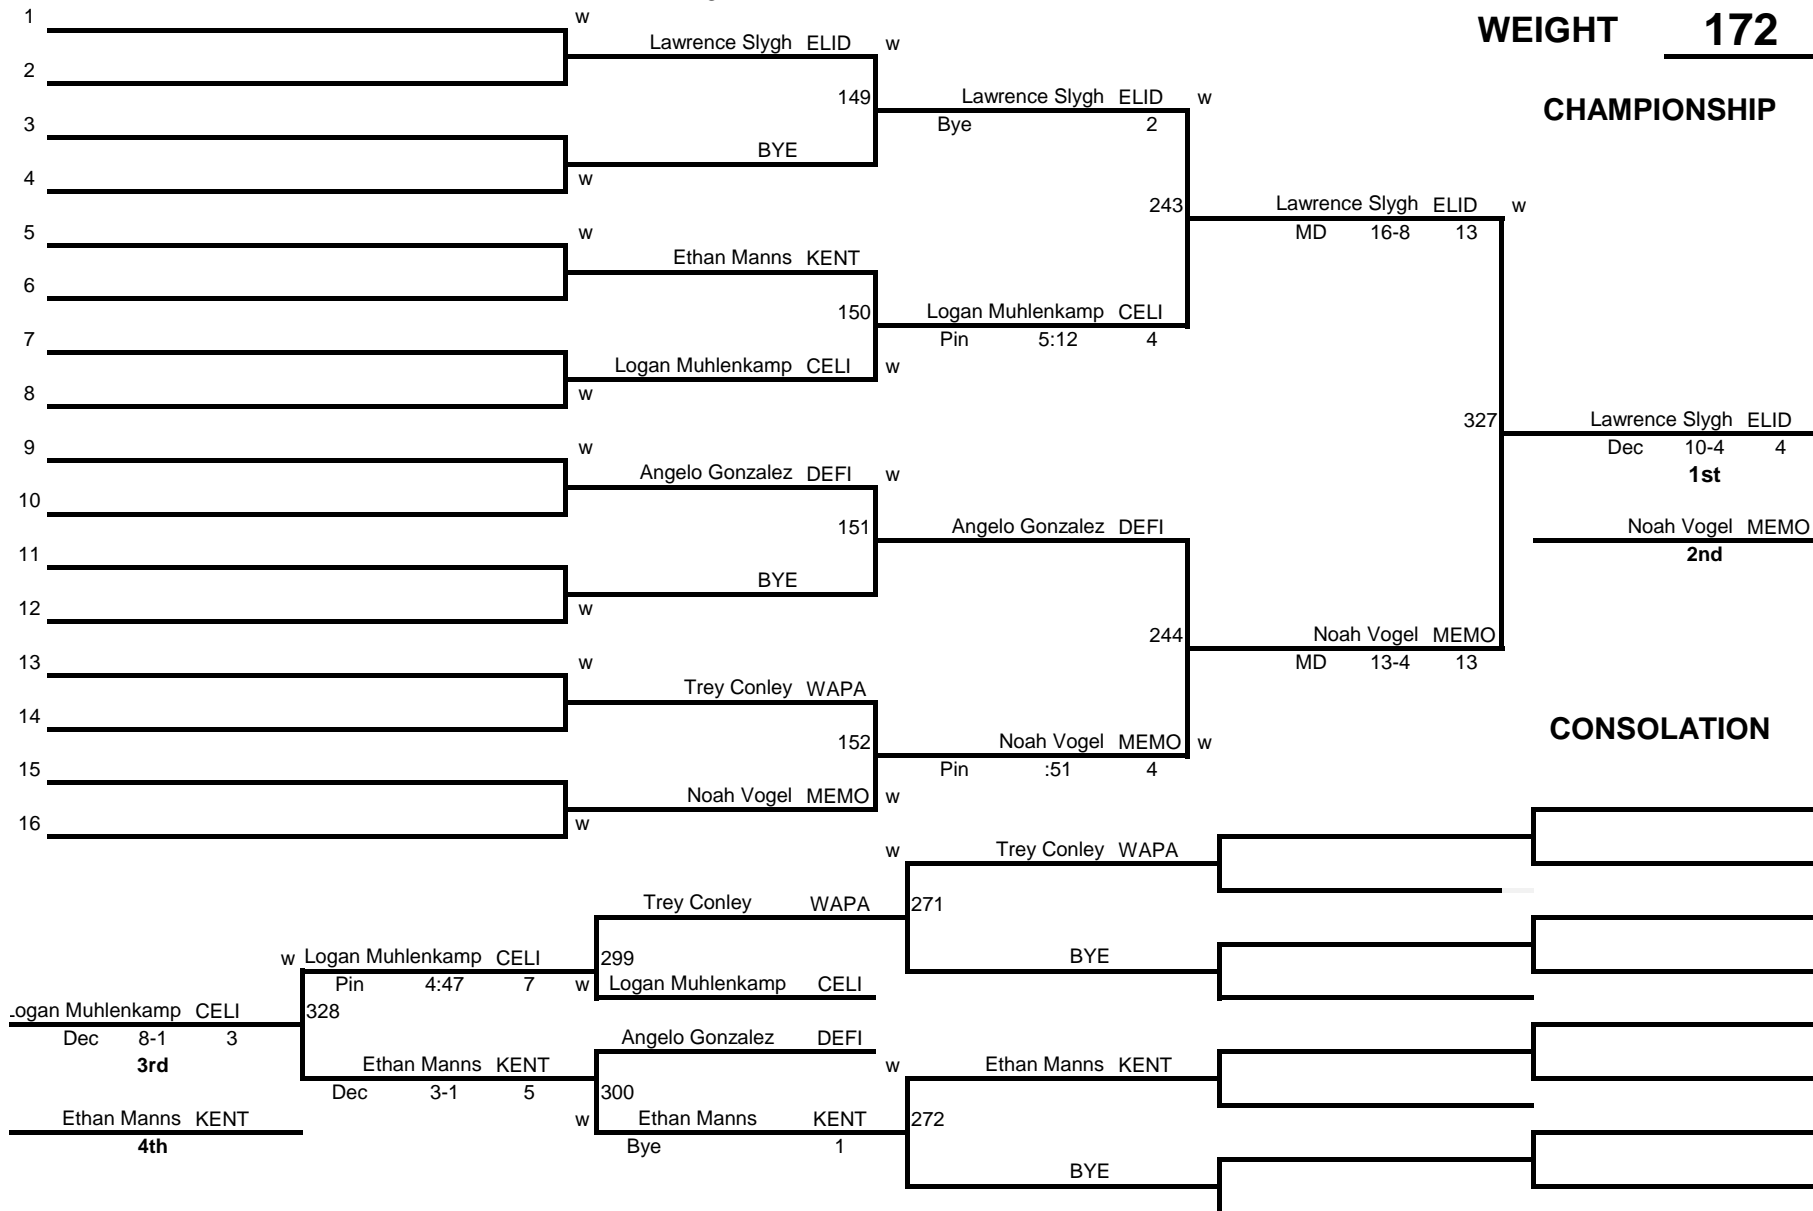 WEIGHT 172
CHAMPIONSHIP
1 w
Lawrence Slygh ELID w
2
149 Lawrence Slygh ELID w
Bye 2
3
BYE
4 w
243 Lawrence Slygh ELID w
MD 16-8 13
5 w
Ethan Manns KENT
6
150 Logan Muhlenkamp CELI
Pin 5:12 4
7
Logan Muhlenkamp CELI w
8 w
327 Lawrence Slygh ELID
Dec 10-4 4
1st
9 w
Angelo Gonzalez DEFI w
10
151 Angelo Gonzalez DEFI
Noah Vogel MEMO
2nd
11
BYE
12 w
244 Noah Vogel MEMO
MD 13-4 13
13 w
Trey Conley WAPA
14
152 Noah Vogel MEMO w
Pin :51 4
CONSOLATION
15
Noah Vogel MEMO w
16 w
w Trey Conley WAPA
Trey Conley WAPA 271
w Logan Muhlenkamp CELI 299 BYE
Pin 4:47 7 w Logan Muhlenkamp CELI
Logan Muhlenkamp CELI 328
Dec 8-1 3
3rd
Angelo Gonzalez DEFI
Ethan Manns KENT w Ethan Manns KENT
Dec 3-1 5 300
Ethan Manns KENT w Ethan Manns KENT 272
4th
Bye 1
BYE